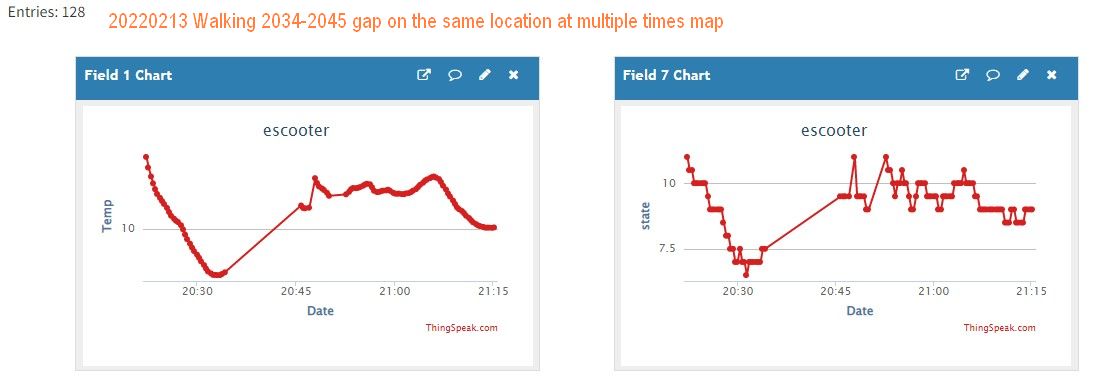 Entries: 128
20220213 Walking 2034-2045 gap on the same location at multiple times map
Field 1 Chart
escooter
Temp
10
20:30 20:45 21:00 21:15
Date
ThingSpeak.com
Field 7 Chart
escooter
state
10
7.5
20:30 20:45 21:00 21:15
Date
ThingSpeak.com